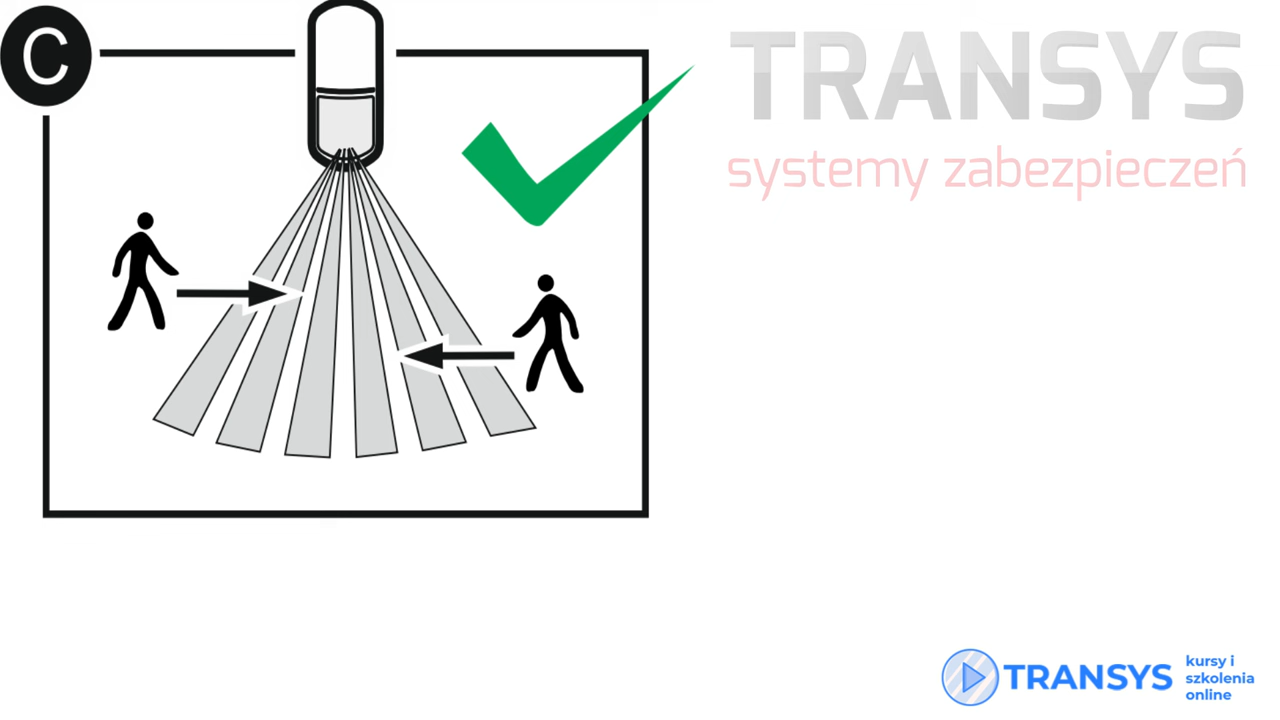 C
TRANSYS
systemy zabezpieczeń
TRANSYS
kursy i
szkolenia
online